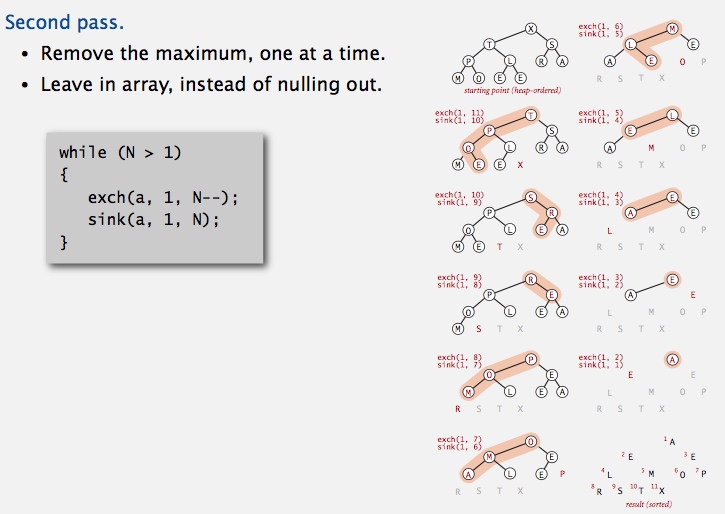 Second pass.
• Remove the maximum, one at a time.
• Leave in array, instead of nulling out.
while (N > 1)
{
exch(a, 1, N--);
sink(a, 1, N);
}
X
T S
P L R A
M O E E
starting point (heap-ordered)
exch(1, 11)
sink(1, 10)
T
P S
O L R A
M E E X
exch(1, 10)
sink(1, 9)
S
P R
O L E A
M E T X
exch(1, 9)
sink(1, 8)
R
P E
O L E A
M S T X
exch(1, 8)
sink(1, 7)
P
O E
M L E A
R S T X
exch(1, 7)
sink(1, 6)
O
M E
A L E P
R S T X
exch(1, 6)
sink(1, 5)
M
L E
A E O P
R S T X
exch(1, 5)
sink(1, 4)
L
E E
A M O P
R S T X
exch(1, 4)
sink(1, 3)
E
A E
L M O P
R S T X
exch(1, 3)
sink(1, 2)
E
A E
L M O P
R S T X
exch(1, 2)
sink(1, 1)
A
E E
L M O P
R S T X
1 A
2 E 3 E
4 L 5 M 6 O 7 P
8 R 9 S 10 T 11 X
result (sorted)